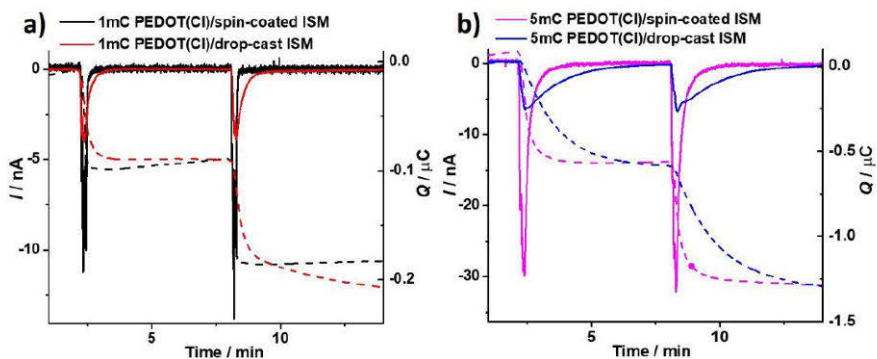 a)
1mC PEDOT(Cl)/spin-coated ISM
1mC PEDOT(Cl)/drop-cast ISM
0
-5
-10
I / nA
0.0
-0.1
-0.2
Q / µC
5
10
Time / min
b)
5mC PEDOT(Cl)/spin-coated ISM
5mC PEDOT(Cl)/drop-cast ISM
0
-10
-15
-20
-30
I / nA
0.0
-0.5
-1.0
-1.5
Q / µC
5
10
Time / min